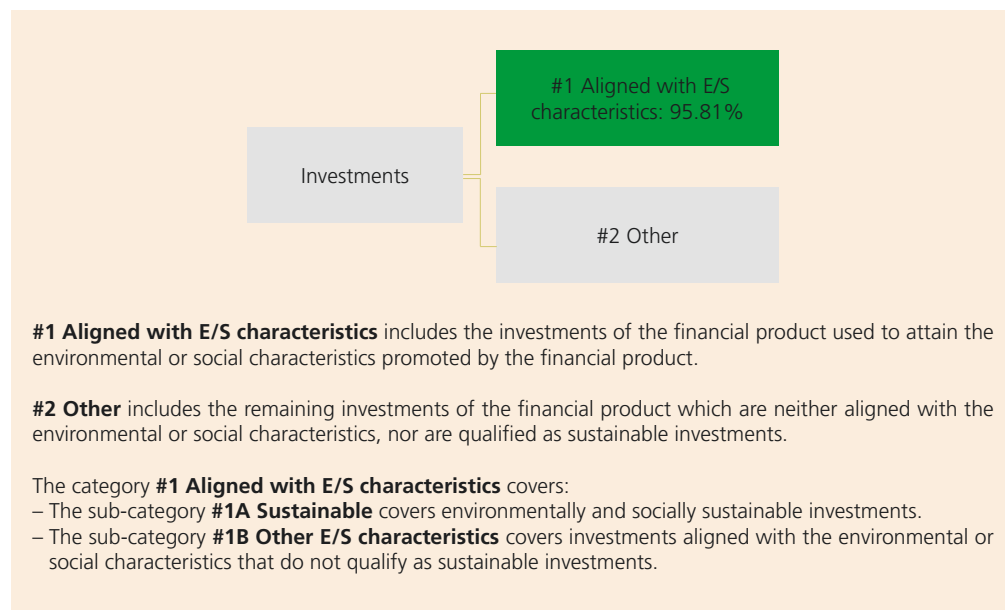 #1 Aligned with E/S
characteristics: 95.81%
Investments
#2 Other
#1 Aligned with E/S characteristics includes the investments of the financial product used to attain the
environmental or social characteristics promoted by the financial product.
#2 Other includes the remaining investments of the financial product which are neither aligned with the
environmental or social characteristics, nor are qualified as sustainable investments.
The category #1 Aligned with E/S characteristics covers:
– The sub-category #1A Sustainable covers environmentally and socially sustainable investments.
– The sub-category #1B Other E/S characteristics covers investments aligned with the environmental or
social characteristics that do not qualify as sustainable investments.